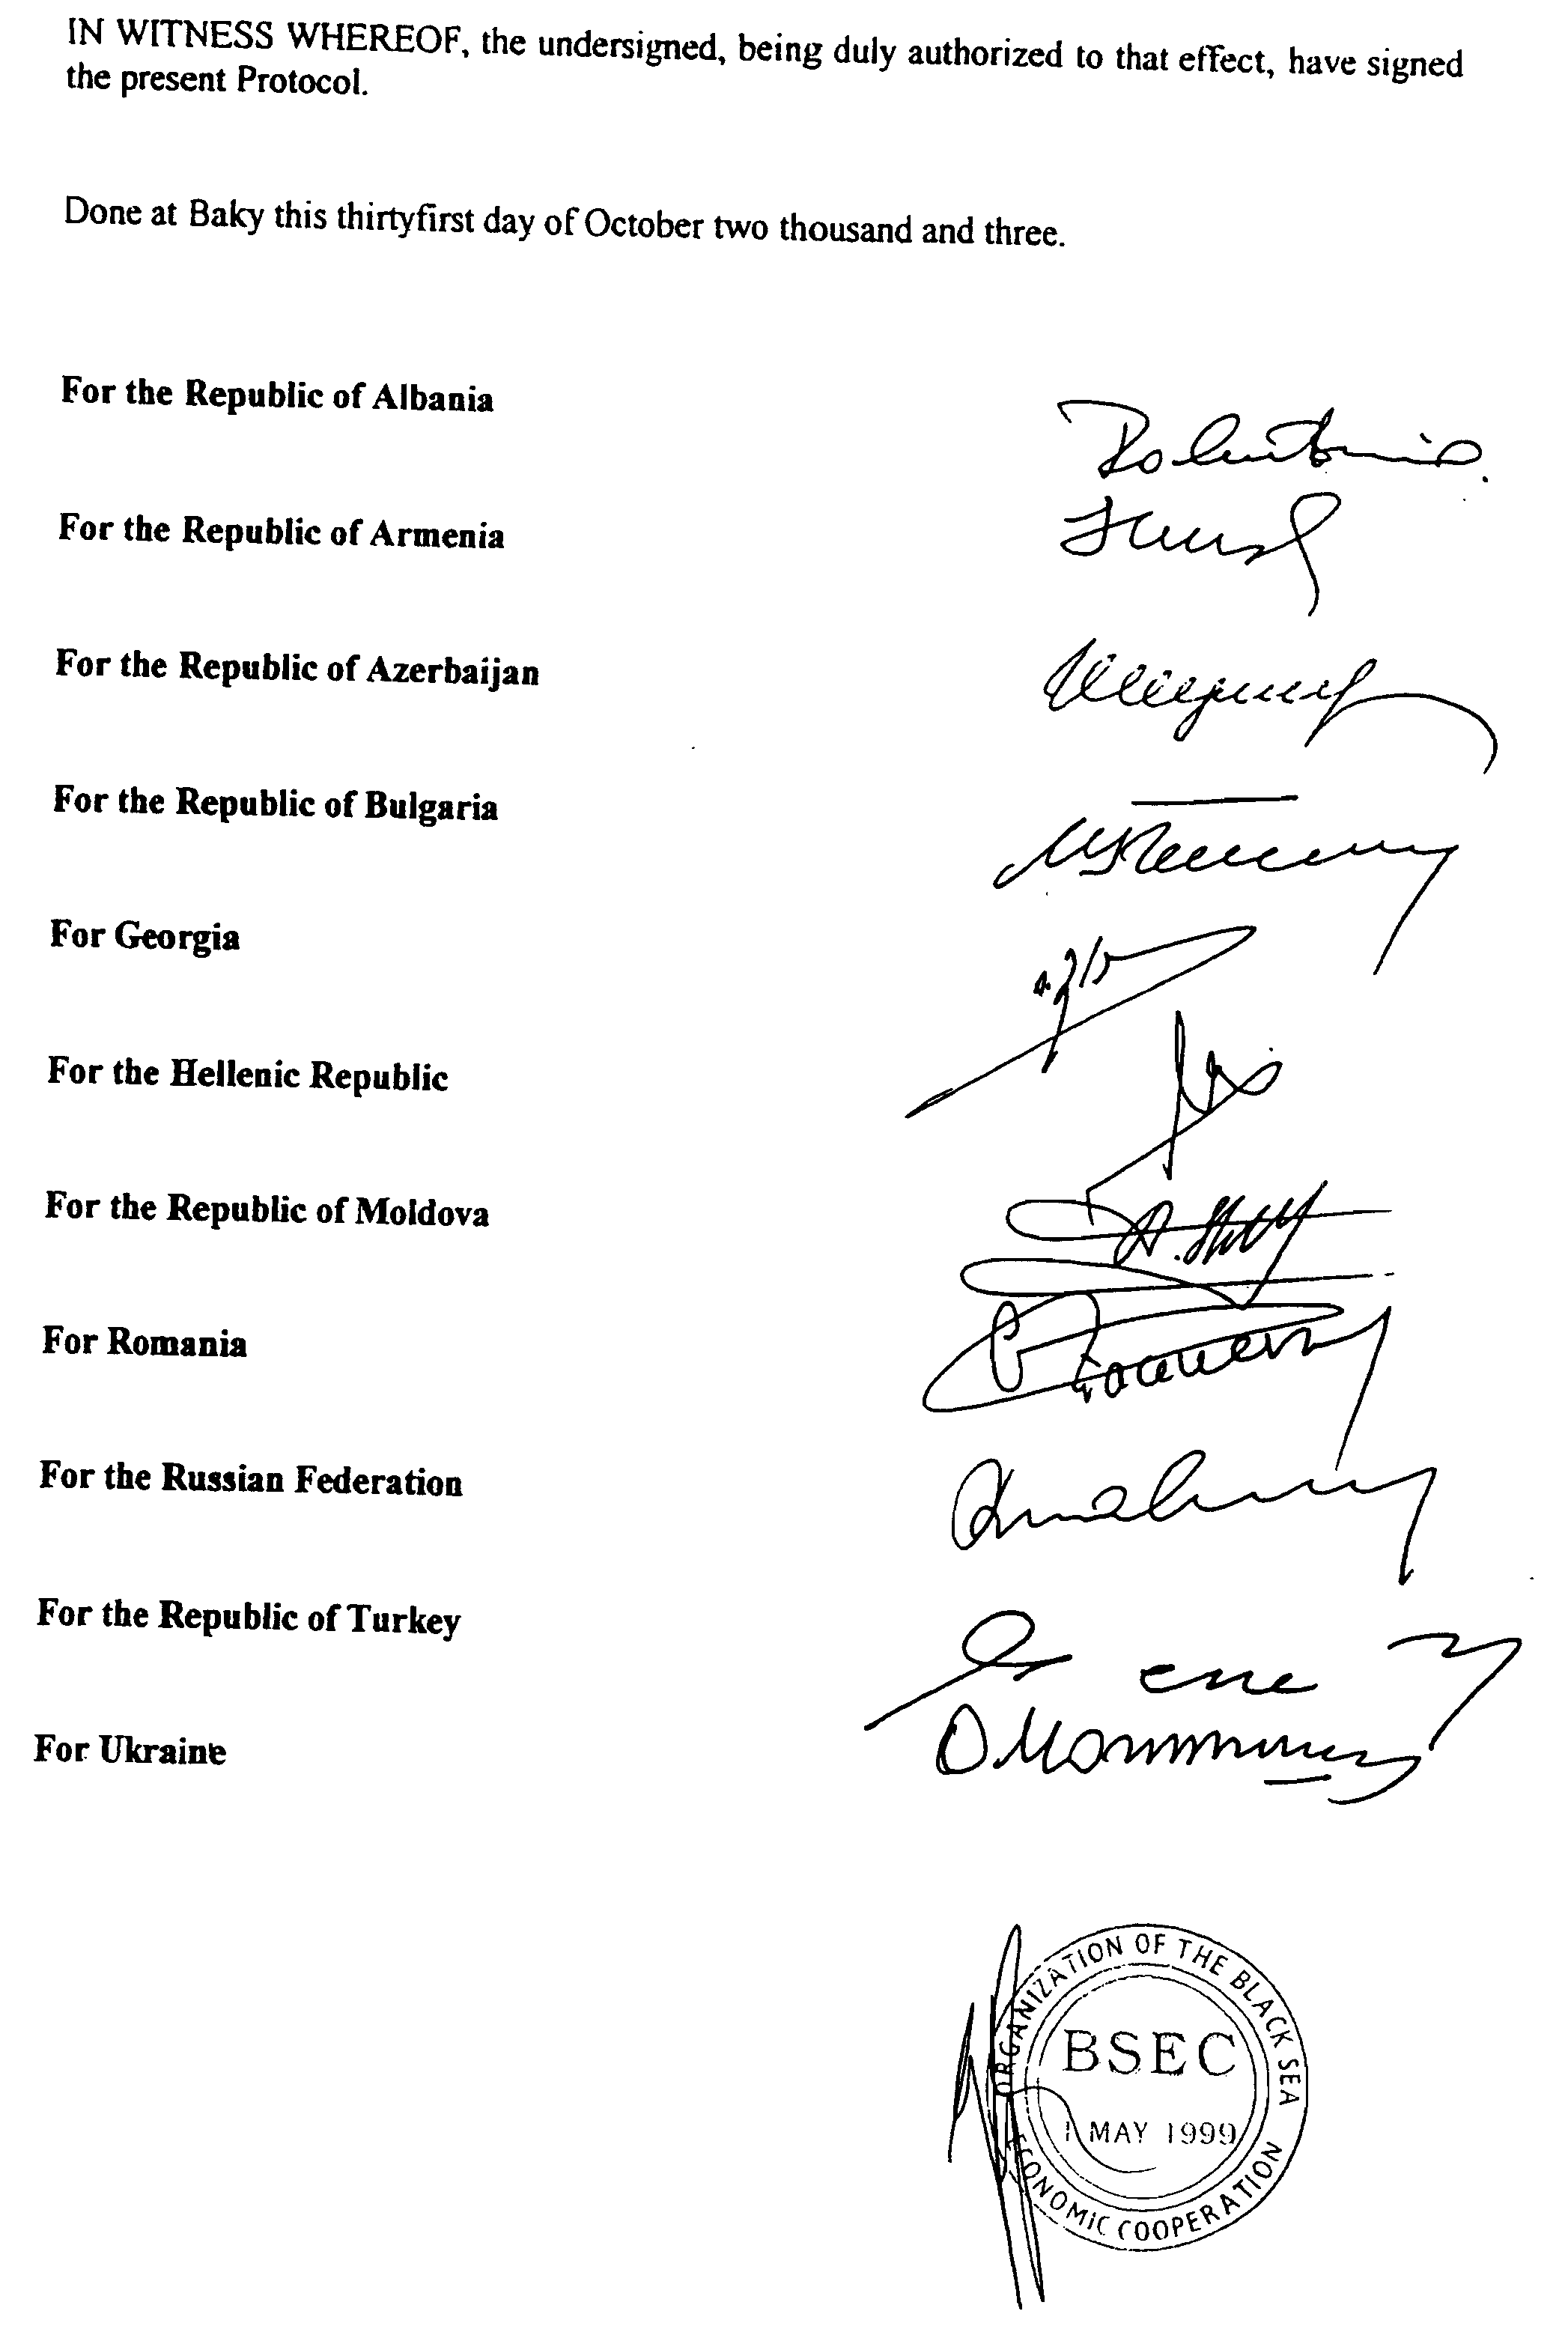 IN WITNESS WHEREOF, the undersigned, being duly authorized to that effect, have signed
the present Protocol.
Done at Baky this thirtyfirst day of October two thousand and three.
For the Republic of Albania
For the Republic of Armenia
For the Republic of Azerbaijan
For the Republic of Bulgaria
For Georgia
For the Hellenic Republic
For the Republic of Moldova
For Romania
For the Russian Federation
For the Republic of Turkey
For Ukraine
ORGANIZATION OF THE BLACK SEA
BSEC
1 MAY 1999
ECONOMIC COOPERATION